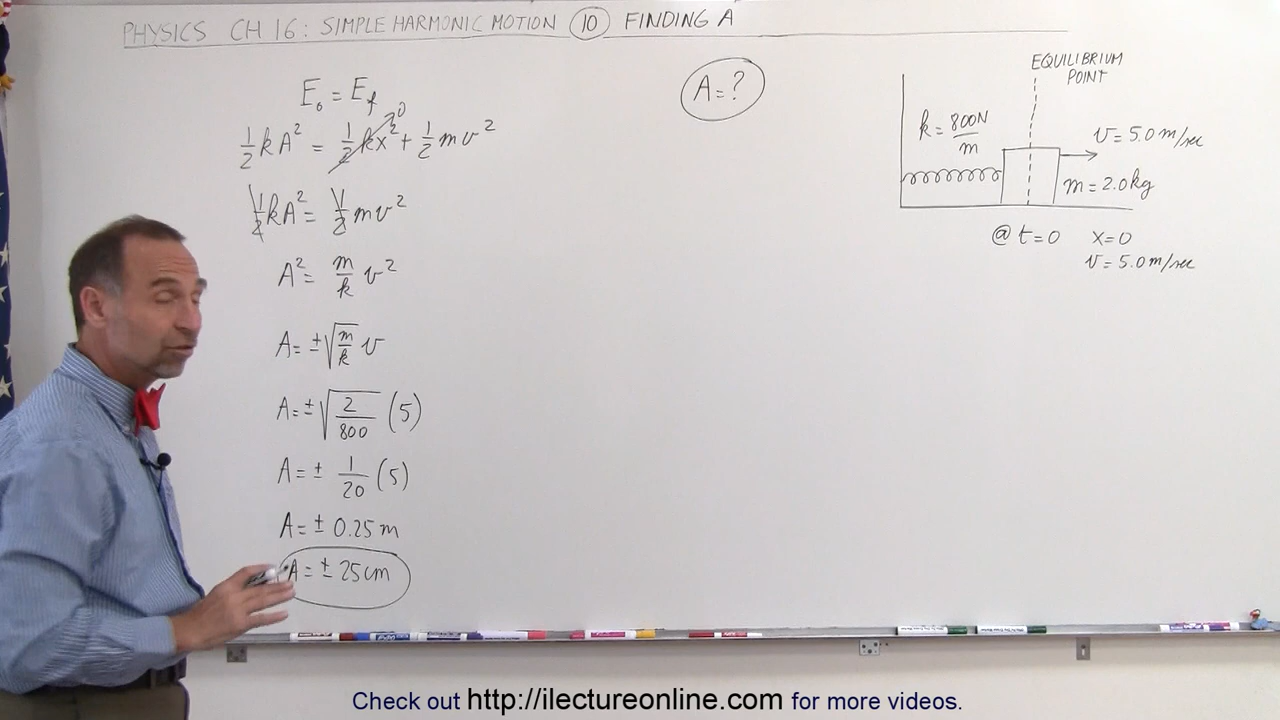 PHYSICS CH 16: SIMPLE HARMONIC MOTION 10 FINDING A
E₀ = E_f
½kA² = ½kx² + ½mv²
0
½kA² = ½mv²
A² = m/k v²
A = ±√(m/k) v
A = ±√(2/800) (5)
A = ± 1/20 (5)
A = ± 0.25 m
A = ± 25 cm
A = ?
EQUILIBRIUM
POINT
k = 800N/m
v = 5.0 m/sec
m = 2.0 kg
@ t = 0 x = 0
v = 5.0 m/sec
Check out http://ilectureonline.com for more videos.